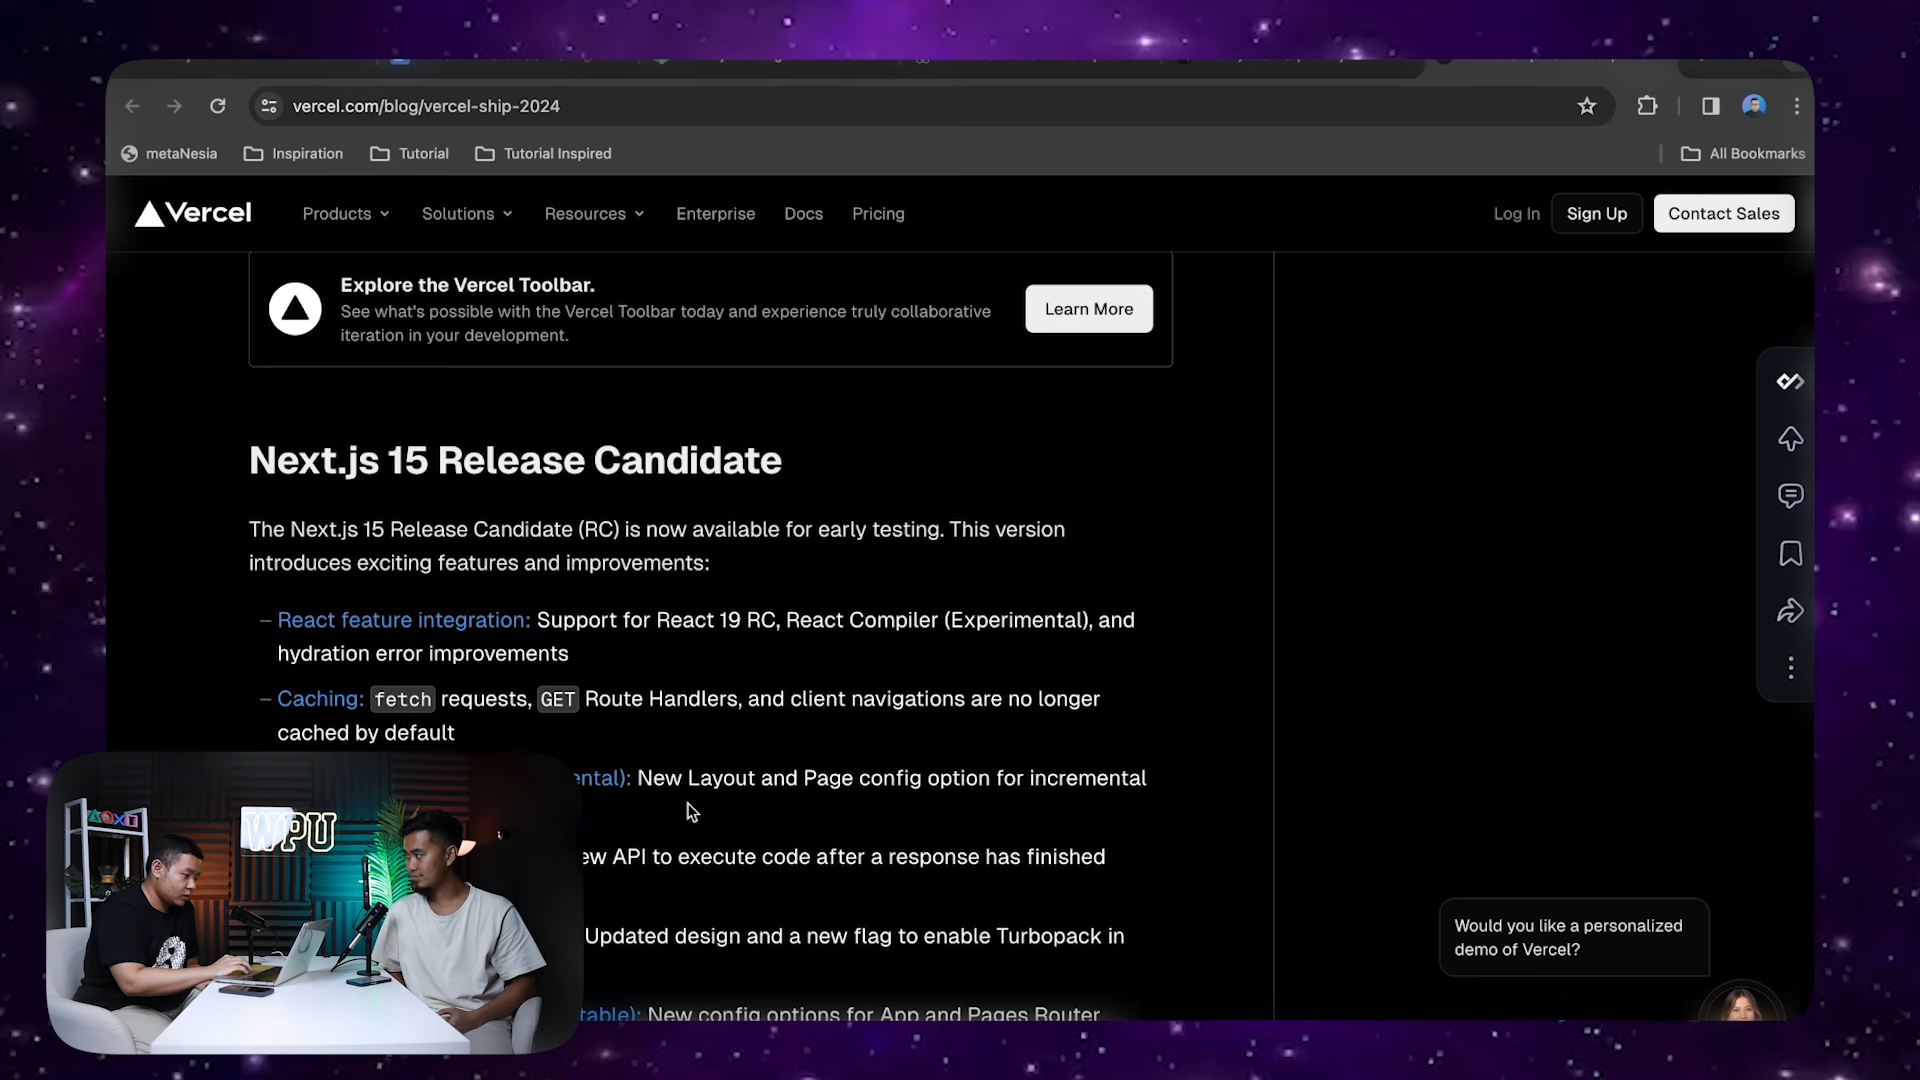 vercel.com/blog/vercel-ship-2024
metaNesia Inspiration Tutorial Tutorial Inspired All Bookmarks
Vercel Products Solutions Resources Enterprise Docs Pricing Log In Sign Up Contact Sales
Explore the Vercel Toolbar.
See what's possible with the Vercel Toolbar today and experience truly collaborative
iteration in your development.
Learn More
Next.js 15 Release Candidate
The Next.js 15 Release Candidate (RC) is now available for early testing. This version
introduces exciting features and improvements:
– React feature integration: Support for React 19 RC, React Compiler (Experimental), and
hydration error improvements
– Caching: fetch requests, GET Route Handlers, and client navigations are no longer
cached by default
ental): New Layout and Page config option for incremental
ew API to execute code after a response has finished
Updated design and a new flag to enable Turbopack in
table): New config options for App and Pages Router
WPU
Would you like a personalized
demo of Vercel?